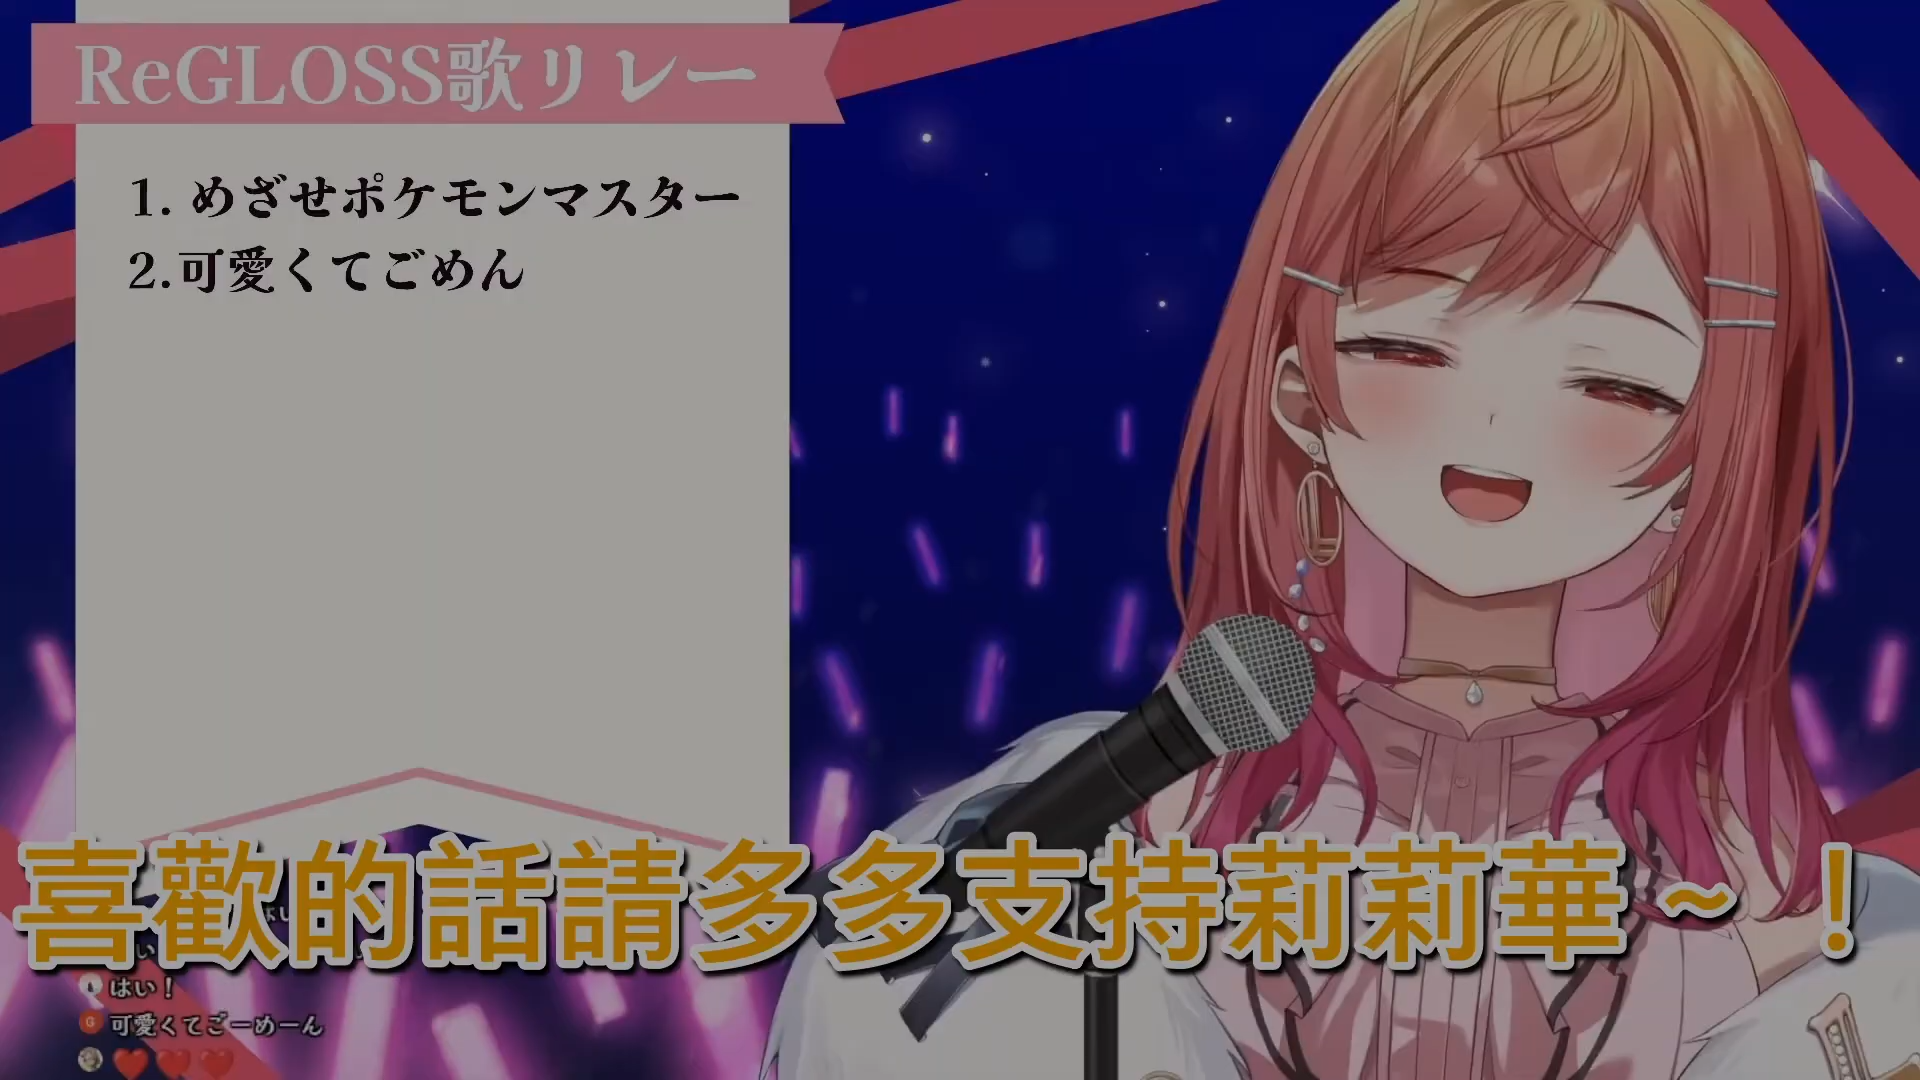 ReGLOSS歌リレー
1. めざせポケモンマスター
2.可愛くてごめん
喜歡的話請多多支持莉莉華~！
はい！
可愛くてごーめーん